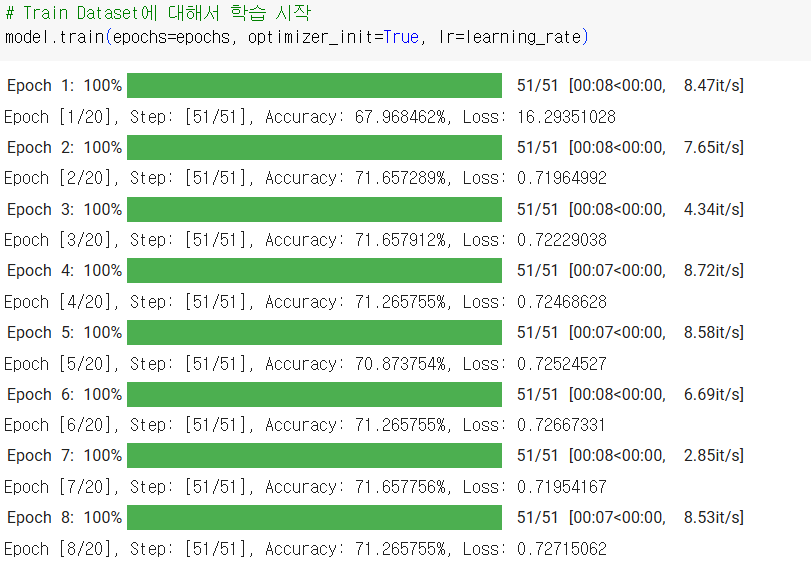 # Train Dataset에 대해서 학습 시작
model.train(epochs=epochs, optimizer_init=True, lr=learning_rate)
Epoch 1: 100% 51/51 [00:08<00:00, 8.47it/s]
Epoch [1/20], Step: [51/51], Accuracy: 67.968462%, Loss: 16.29351028
Epoch 2: 100% 51/51 [00:08<00:00, 7.65it/s]
Epoch [2/20], Step: [51/51], Accuracy: 71.657289%, Loss: 0.71964992
Epoch 3: 100% 51/51 [00:08<00:00, 4.34it/s]
Epoch [3/20], Step: [51/51], Accuracy: 71.657912%, Loss: 0.72229038
Epoch 4: 100% 51/51 [00:07<00:00, 8.72it/s]
Epoch [4/20], Step: [51/51], Accuracy: 71.265755%, Loss: 0.72468628
Epoch 5: 100% 51/51 [00:07<00:00, 8.58it/s]
Epoch [5/20], Step: [51/51], Accuracy: 70.873754%, Loss: 0.72524527
Epoch 6: 100% 51/51 [00:08<00:00, 6.69it/s]
Epoch [6/20], Step: [51/51], Accuracy: 71.265755%, Loss: 0.72667331
Epoch 7: 100% 51/51 [00:08<00:00, 2.85it/s]
Epoch [7/20], Step: [51/51], Accuracy: 71.657756%, Loss: 0.71954167
Epoch 8: 100% 51/51 [00:07<00:00, 8.53it/s]
Epoch [8/20], Step: [51/51], Accuracy: 71.265755%, Loss: 0.72715062